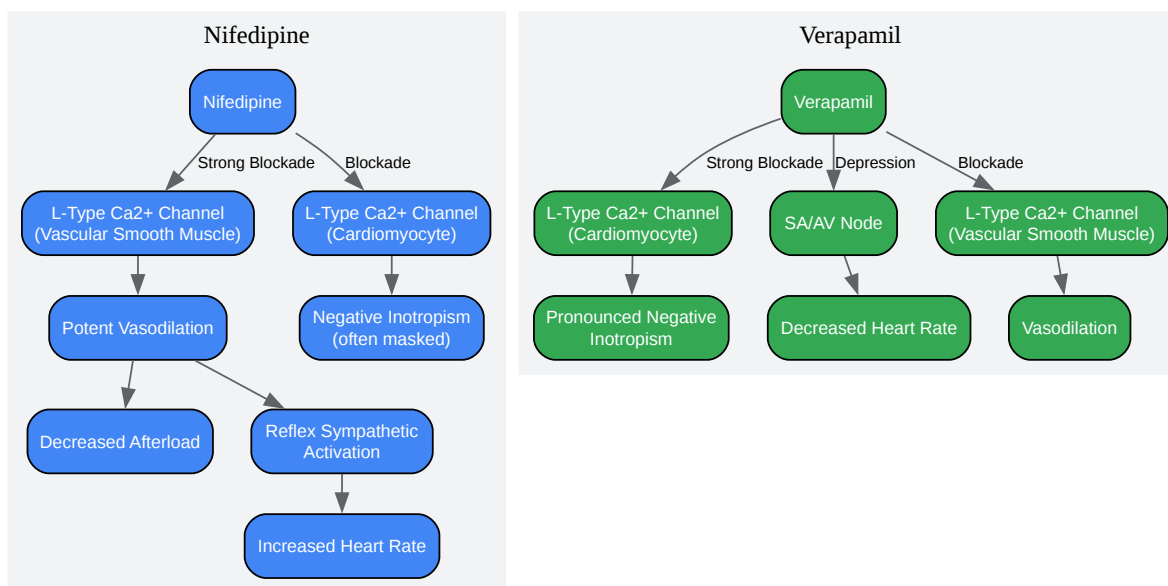 Nifedipine
Nifedipine
Strong Blockade
Blockade
L-Type Ca2+ Channel
(Vascular Smooth Muscle)
L-Type Ca2+ Channel
(Cardiomyocyte)
Potent Vasodilation
Negative Inotropism
(often masked)
Decreased Afterload
Reflex Sympathetic
Activation
Increased Heart Rate
Verapamil
Verapamil
Strong Blockade
Depression
Blockade
L-Type Ca2+ Channel
(Cardiomyocyte)
SA/AV Node
L-Type Ca2+ Channel
(Vascular Smooth Muscle)
Pronounced Negative
Inotropism
Decreased Heart Rate
Vasodilation